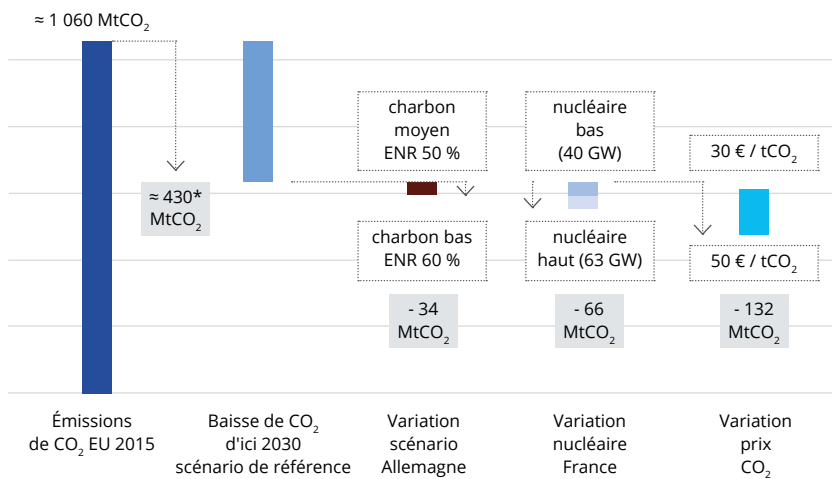 ≈ 1 060 MtCO₂
≈ 430*
MtCO₂
charbon
moyen
ENR 50 %
charbon bas
ENR 60 %
- 34
MtCO₂
nucléaire
bas
(40 GW)
nucléaire
haut (63 GW)
- 66
MtCO₂
30 € / tCO₂
50 € / tCO₂
- 132
MtCO₂
Émissions
de CO₂ EU 2015
Baisse de CO₂
d'ici 2030
scénario de référence
Variation
scénario
Allemagne
Variation
nucléaire
France
Variation
prix
CO₂